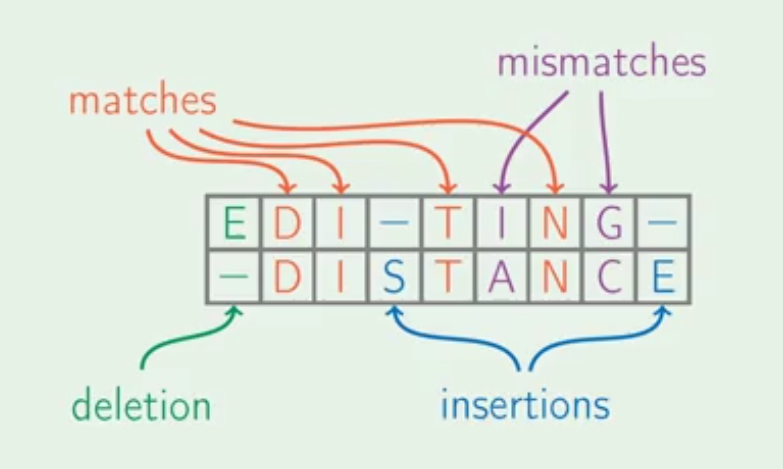 mismatches
matches
E D I – T I N G –
– D I S T A N C E
deletion
insertions